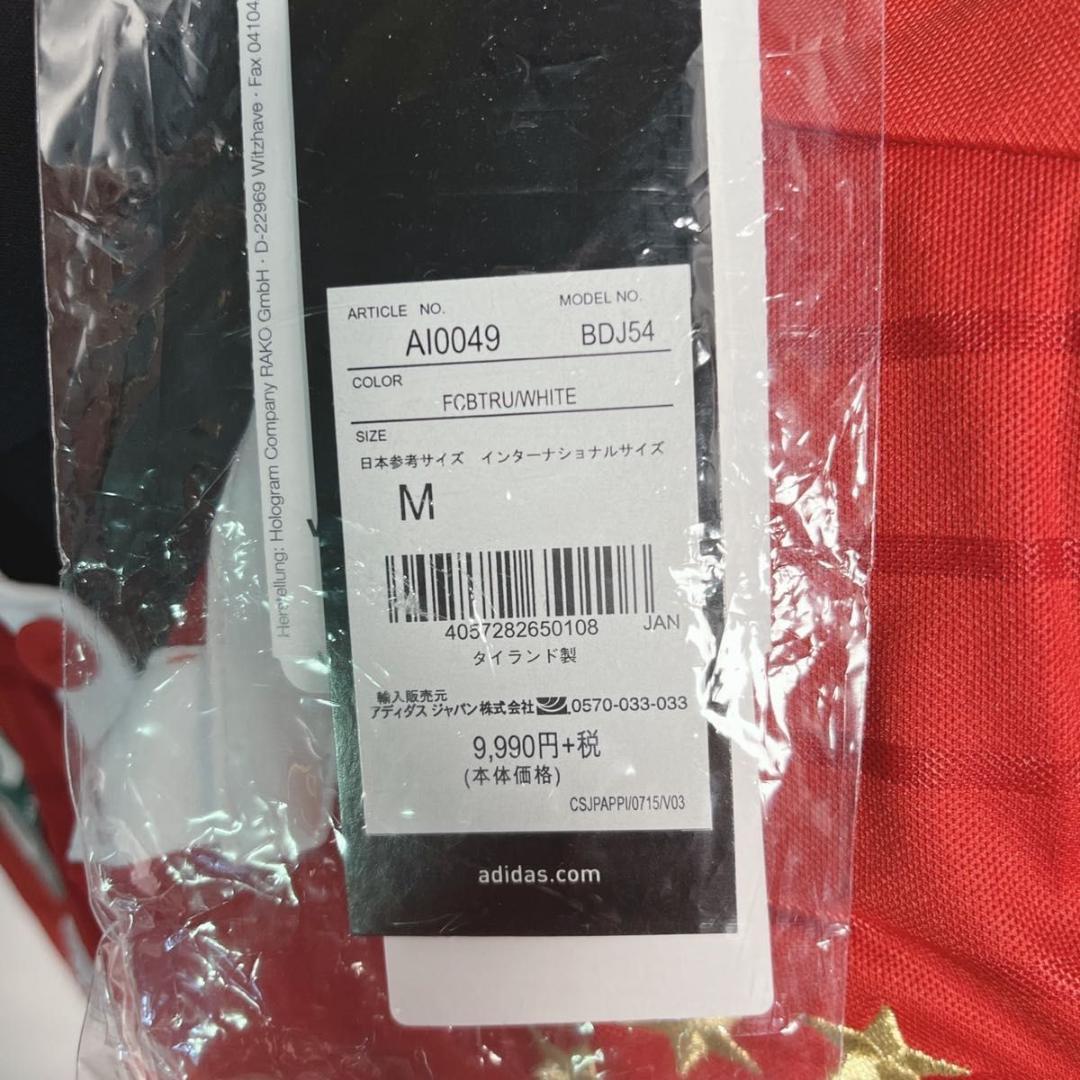 Herstellung: Hologram Company RAKO GmbH · D-22969 Witzhave · Fax 04104
ARTICLE NO. MODEL NO.
AI0049 BDJ54
COLOR
FCBTRU/WHITE
SIZE
日本参考サイズ インターナショナルサイズ
M
4057282650108 JAN
タイランド製
輸入販売元
アディダス ジャパン株式会社 0570-033-033
9,990円+税
(本体価格)
CSJPAPPI/0715/V03
adidas.com